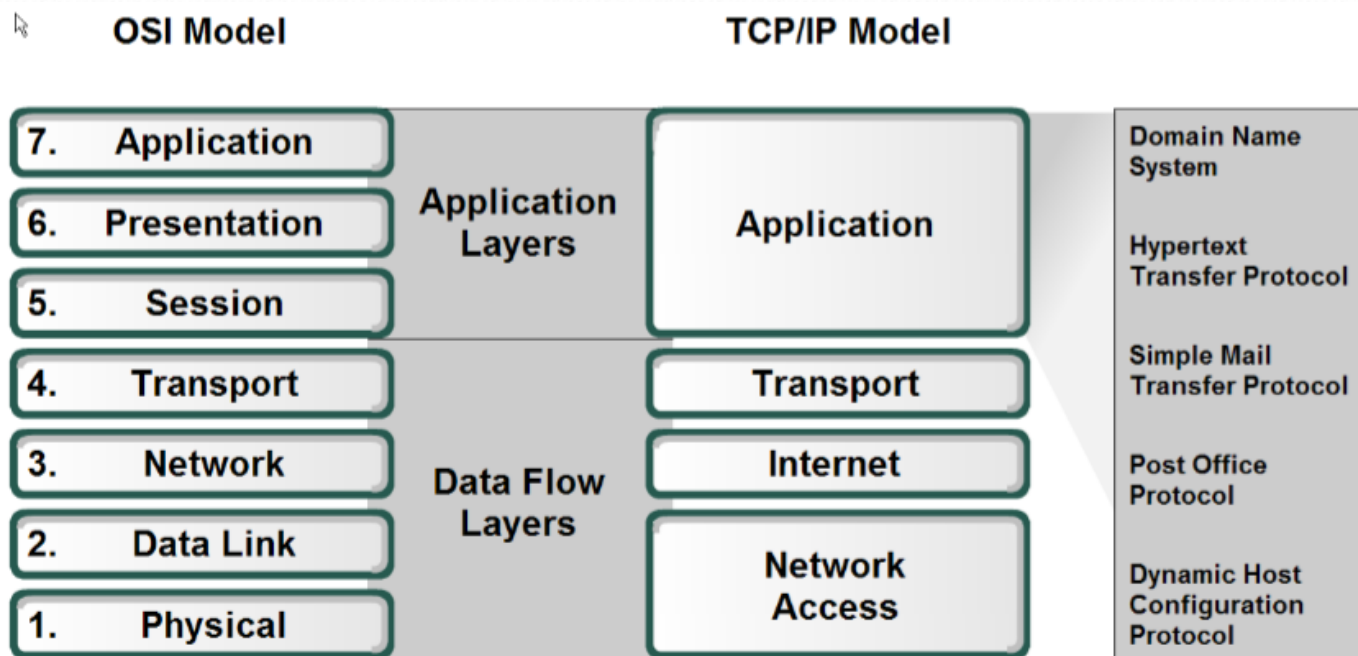 OSI Model
TCP/IP Model
7. Application
6. Presentation
5. Session
4. Transport
3. Network
2. Data Link
1. Physical
Application
Layers
Data Flow
Layers
Application
Transport
Internet
Network
Access
Domain Name
System
Hypertext
Transfer Protocol
Simple Mail
Transfer Protocol
Post Office
Protocol
Dynamic Host
Configuration
Protocol